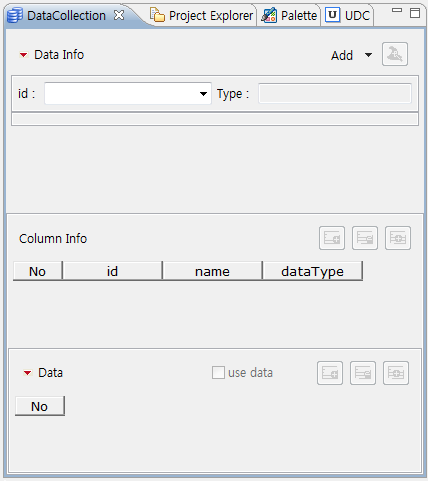 DataCollection Project Explorer Palette U UDC
Data Info Add
id : Type :
Column Info
No id name dataType
Data use data
No